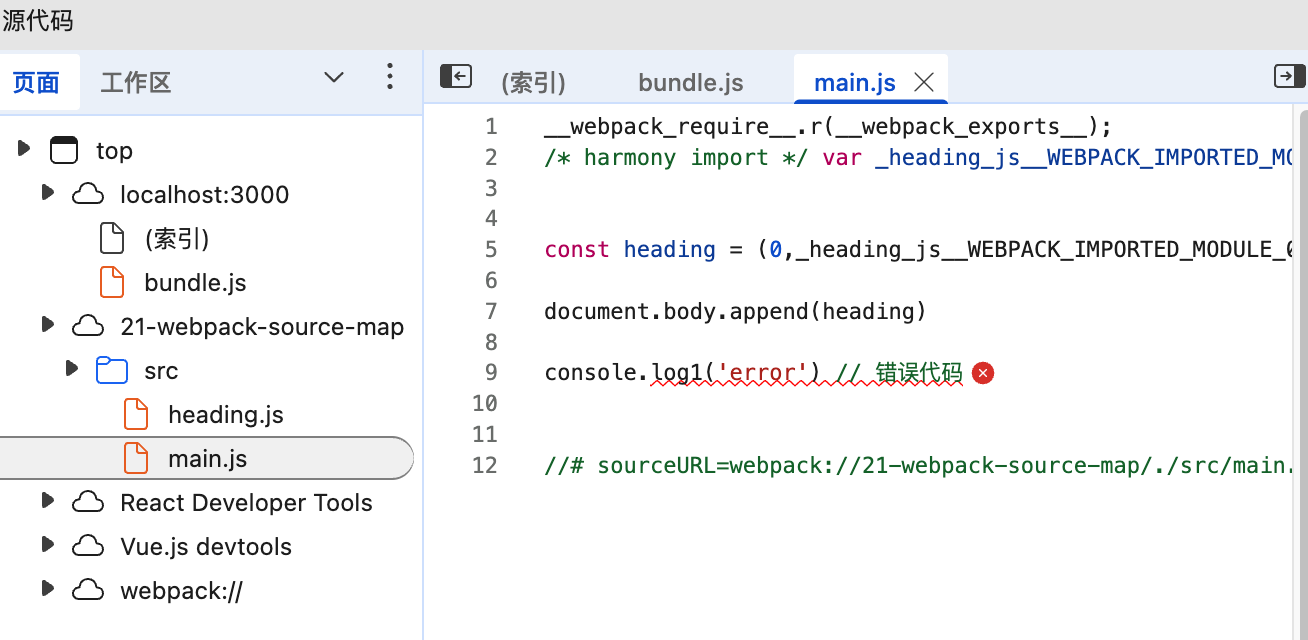 源代码
页面 工作区
top
localhost:3000
(索引)
bundle.js
21-webpack-source-map
src
heading.js
main.js
React Developer Tools
Vue.js devtools
webpack://
(索引) bundle.js main.js
1 __webpack_require__.r(__webpack_exports__);
2 /* harmony import */ var _heading_js__WEBPACK_IMPORTED_MO
3
4
5 const heading = (0,_heading_js__WEBPACK_IMPORTED_MODULE_
6
7 document.body.append(heading)
8
9 console.log1('error') // 错误代码
10
11
12 //# sourceURL=webpack://21-webpack-source-map/./src/main.